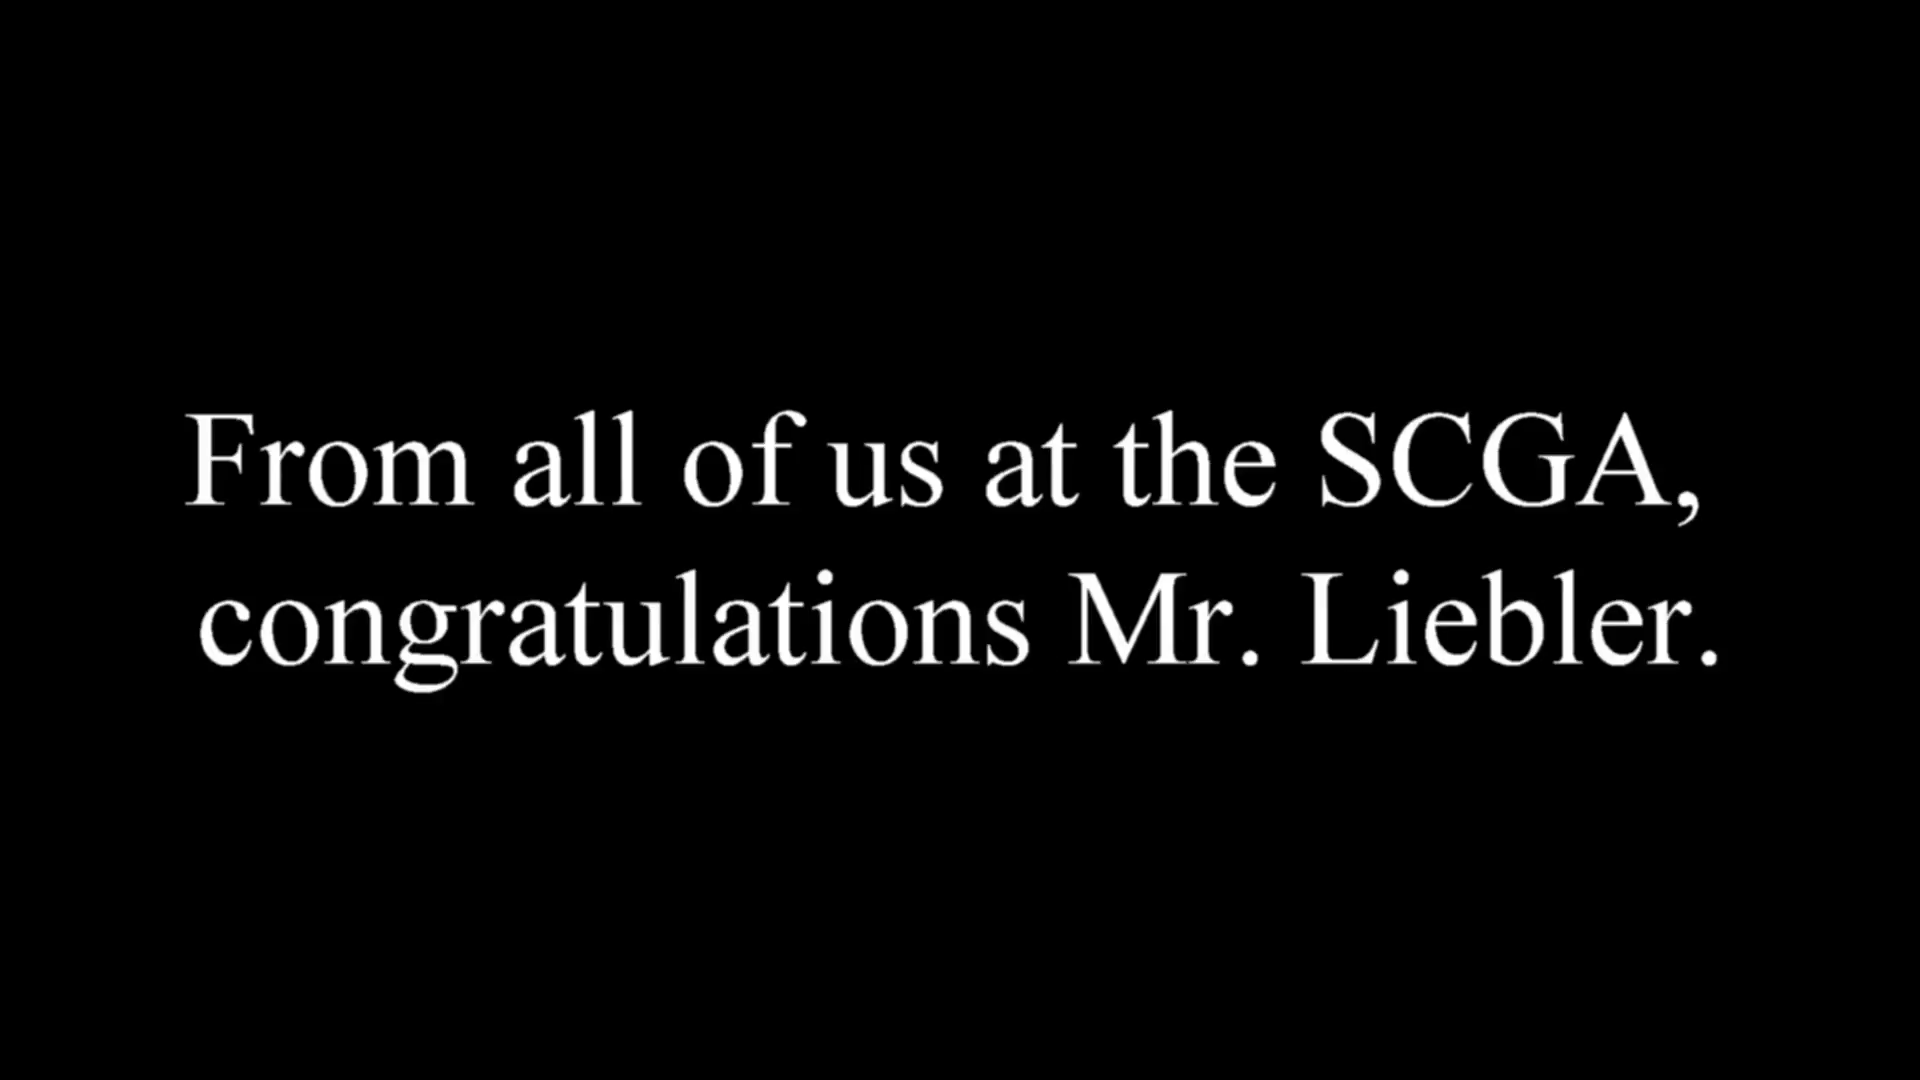 From all of us at the SCGA,
congratulations Mr. Liebler.